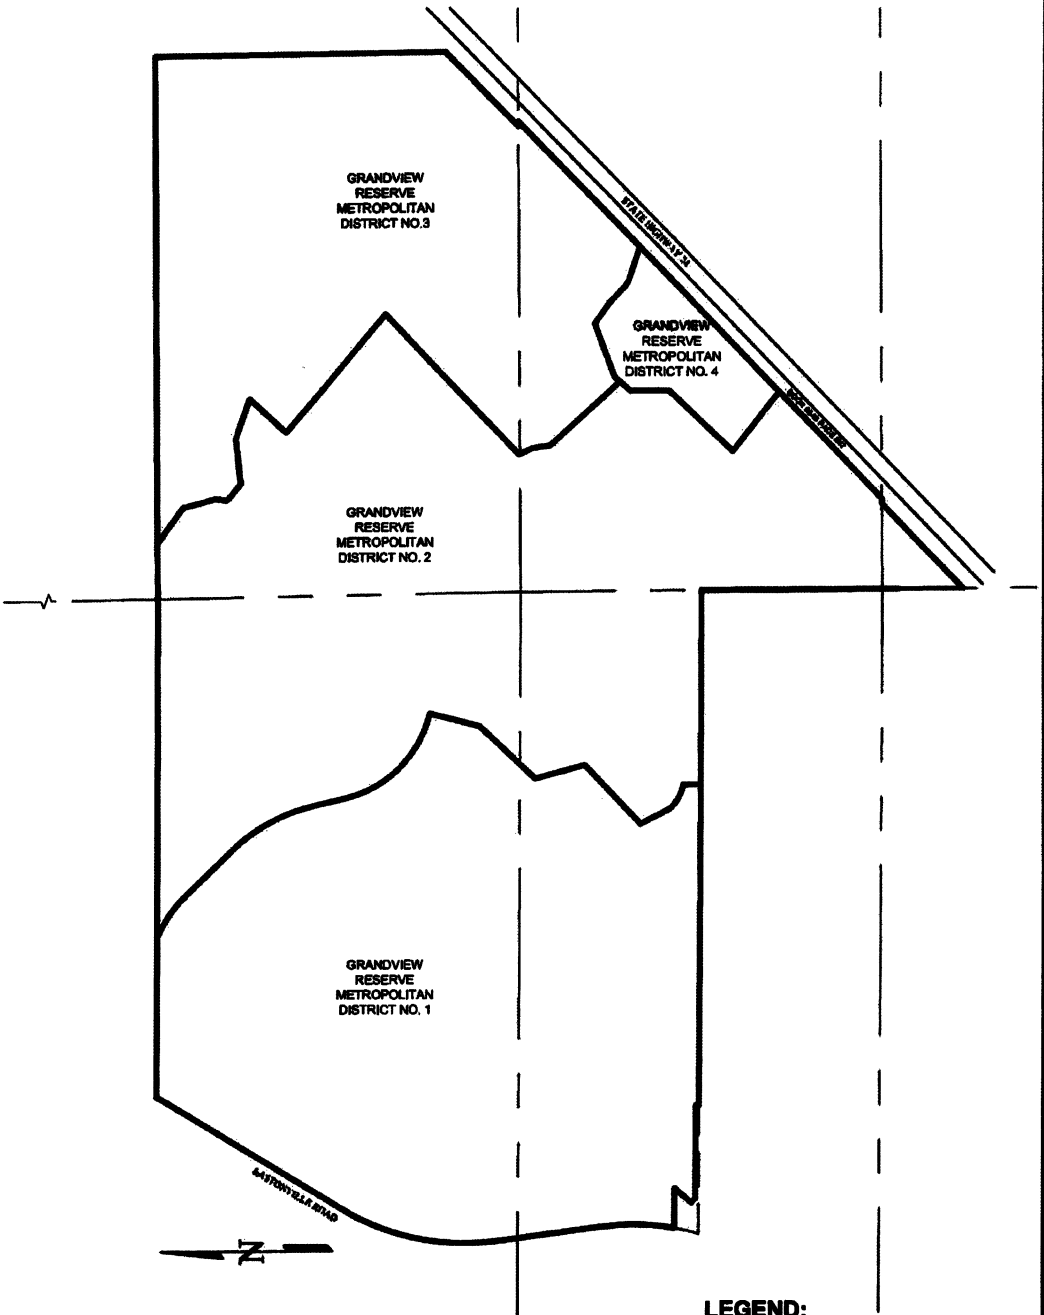 GRANDVIEW
RESERVE
METROPOLITAN
DISTRICT NO.3
STATE HIGHWAY 24
GRANDVIEW
RESERVE
METROPOLITAN
DISTRICT NO. 4
GRANDVIEW
RESERVE
METROPOLITAN
DISTRICT NO. 2
GRANDVIEW
RESERVE
METROPOLITAN
DISTRICT NO. 1
EASTONVILLE ROAD
N
LEGEND: